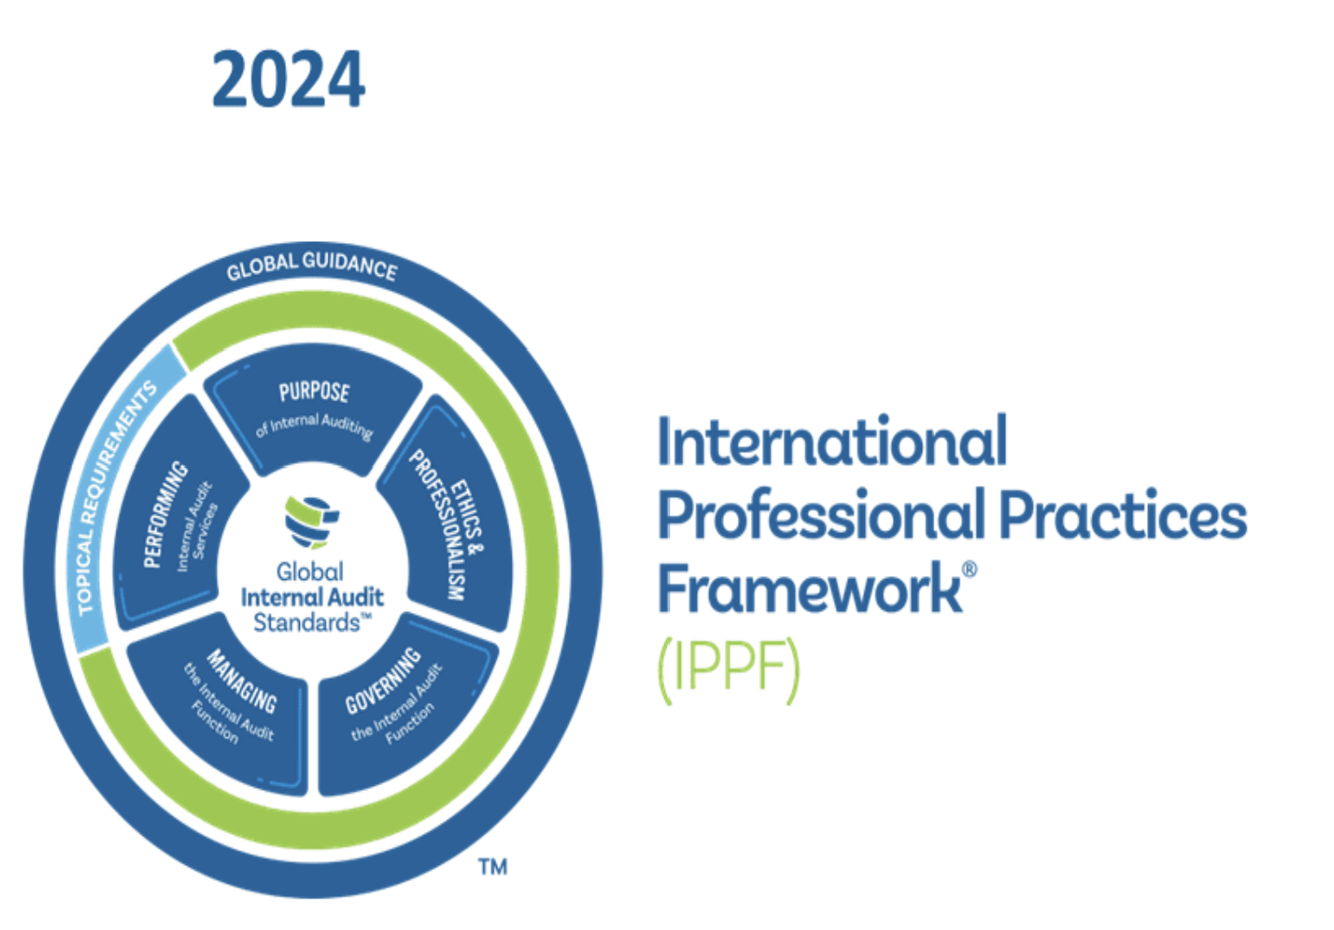 2024
GLOBAL GUIDANCE
TOPICAL REQUIREMENTS
PURPOSE
of Internal Auditing
ETHICS &
PROFESSIONALISM
GOVERNING
the Internal Audit
Function
MANAGING
the Internal Audit
Function
PERFORMING
Internal Audit
Services
Global
Internal Audit
Standards™
TM
International
Professional Practices
Framework®
(IPPF)